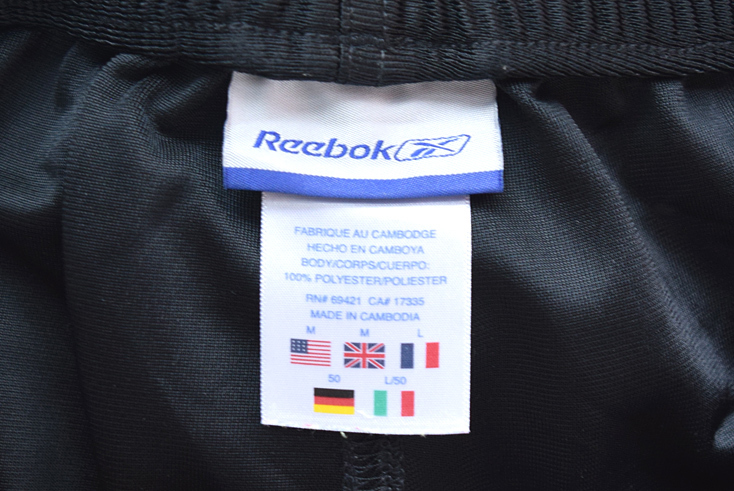 Reebok
FABRIQUE AU CAMBODGE
HECHO EN CAMBOYA
BODY/CORPS/CUERPO:
100% POLYESTER/POLIESTER
RN# 69421 CA# 17335
MADE IN CAMBODIA
M M L
50 L/50